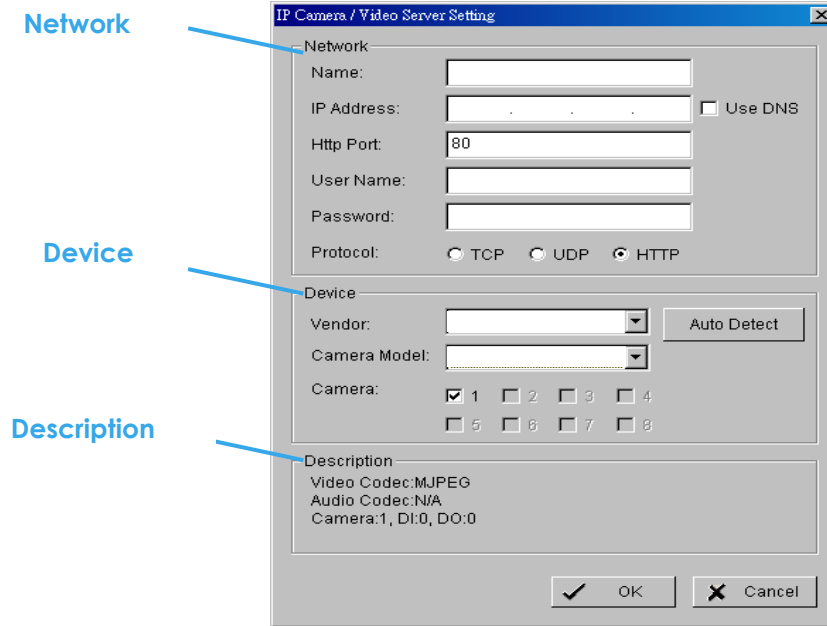 Network
Device
Description
IP Camera / Video Server Setting
Network
Name:
IP Address: . . . Use DNS
Http Port: 80
User Name:
Password:
Protocol: TCP UDP HTTP
Device
Vendor: Auto Detect
Camera Model:
Camera: 1 2 3 4
5 6 7 8
Description
Video Codec:MJPEG
Audio Codec:N/A
Camera:1, DI:0, DO:0
OK Cancel